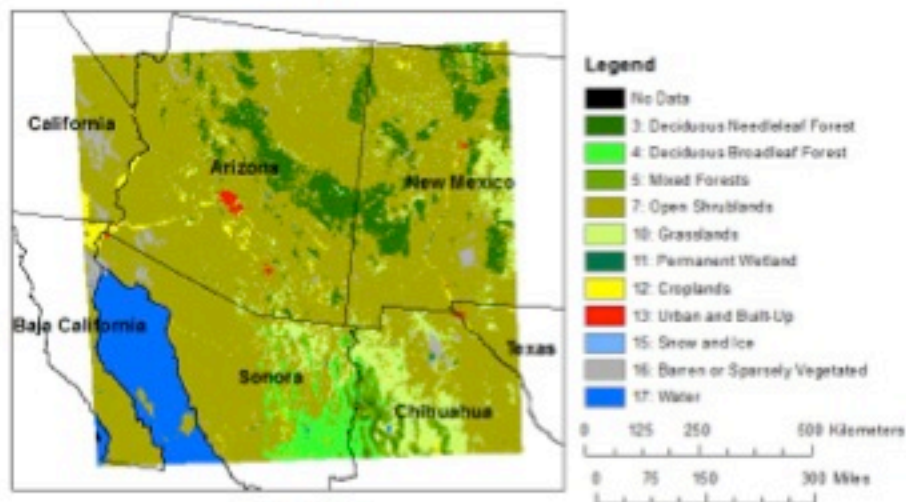 California
Arizona
New Mexico
Baja California
Sonora
Chihuahua
Texas
Legend
No Data
3: Deciduous Needleleaf Forest
4: Deciduous Broadleaf Forest
5: Mixed Forests
7: Open Shrublands
10: Grasslands
11: Permanent Wetland
12: Croplands
13: Urban and Built-Up
15: Snow and Ice
16: Barren or Sparsely Vegetated
17: Water
0 125 250 500 Kilometers
0 75 150 300 Miles